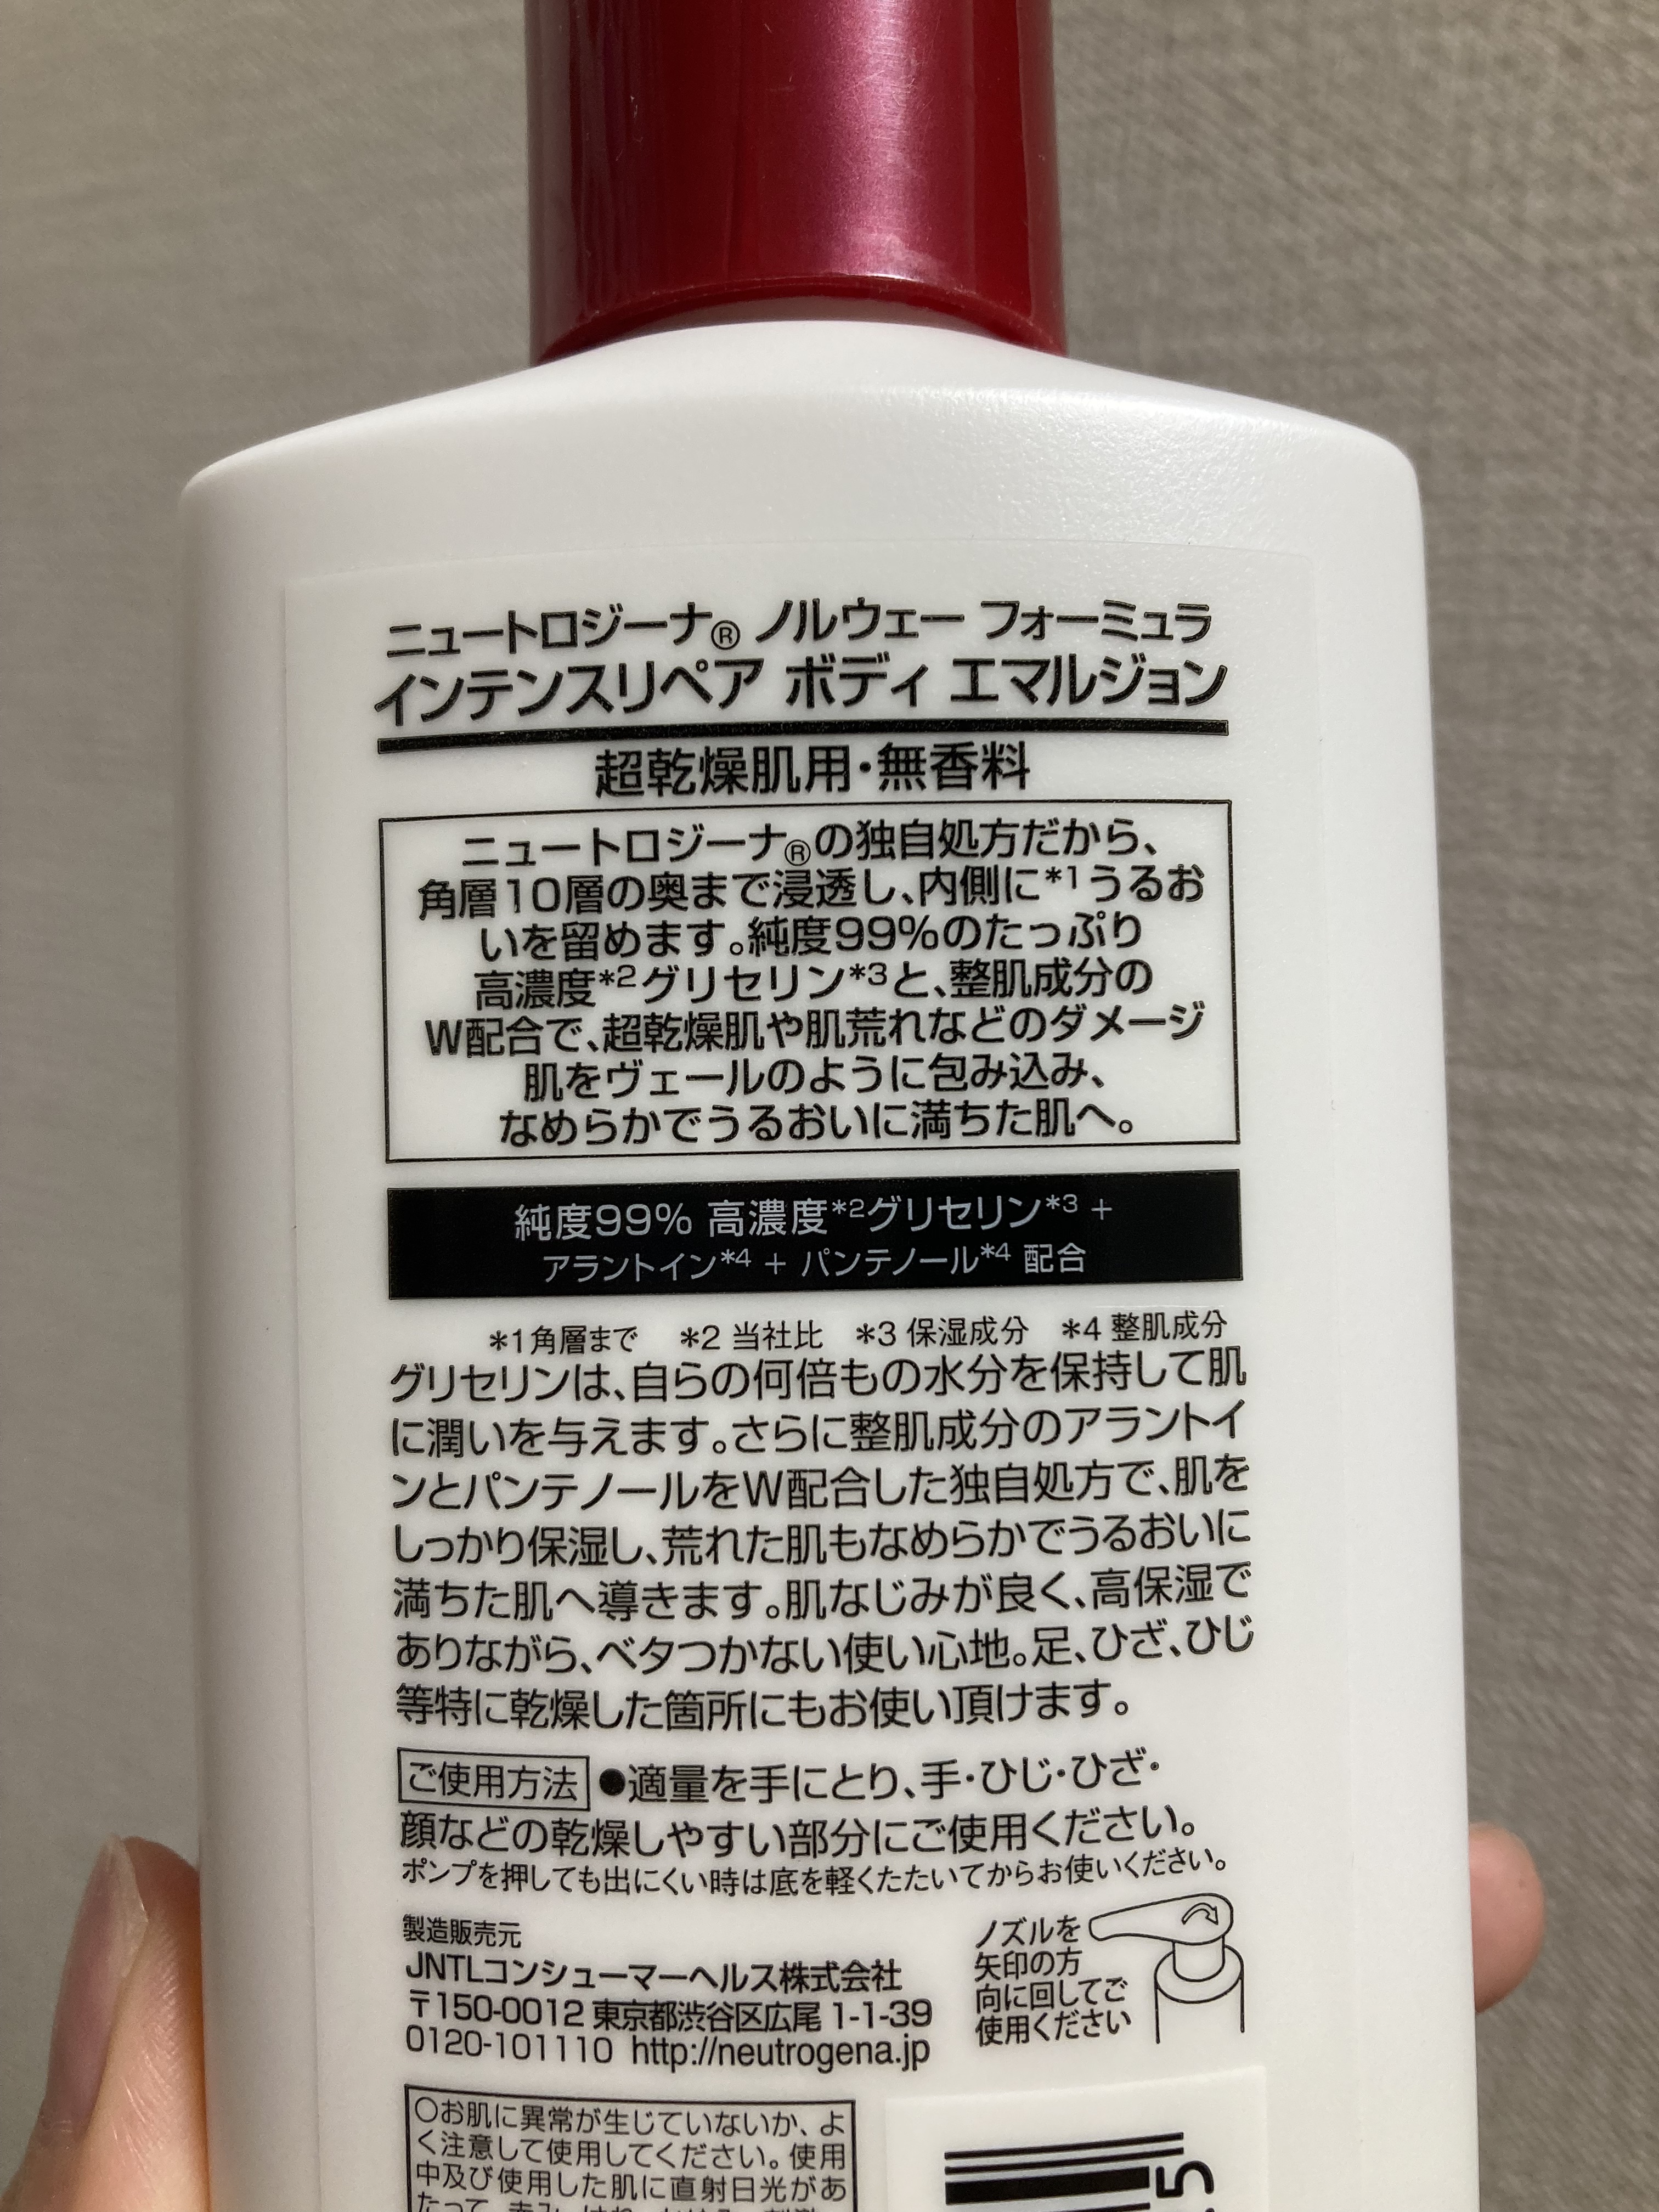 ニュートロジーナ® ノルウェー フォーミュラ
インテンスリペア ボディ エマルジョン
超乾燥肌用・無香料
ニュートロジーナ®の独自処方だから、
角層10層の奥まで浸透し、内側に*1うるお
いを留めます。純度99%のたっぷり
高濃度*2グリセリン*3と、整肌成分の
W配合で、超乾燥肌や肌荒れなどのダメージ
肌をヴェールのように包み込み、
なめらかでうるおいに満ちた肌へ。
純度99% 高濃度*2グリセリン*3 +
アラントイン*4 + パンテノール*4 配合
*1角層まで *2 当社比 *3 保湿成分 *4 整肌成分
グリセリンは、自らの何倍もの水分を保持して肌
に潤いを与えます。さらに整肌成分のアラントイ
ンとパンテノールをW配合した独自処方で、肌を
しっかり保湿し、荒れた肌もなめらかでうるおいに
満ちた肌へ導きます。肌なじみが良く、高保湿で
ありながら、ベタつかない使い心地。足、ひざ、ひじ
等特に乾燥した箇所にもお使い頂けます。
ご使用方法 ●適量を手にとり、手・ひじ・ひざ・
顔などの乾燥しやすい部分にご使用ください。
ポンプを押しても出にくい時は底を軽くたたいてからお使いください。
製造販売元
JNTLコンシューマーヘルス株式会社
〒150-0012 東京都渋谷区広尾 1-1-39
0120-101110 http://neutrogena.jp
ノズルを
矢印の方
向に回してご
使用ください
○お肌に異常が生じていないか、よ
く注意して使用してください。使用
中及び使用した肌に直射日光があ
5